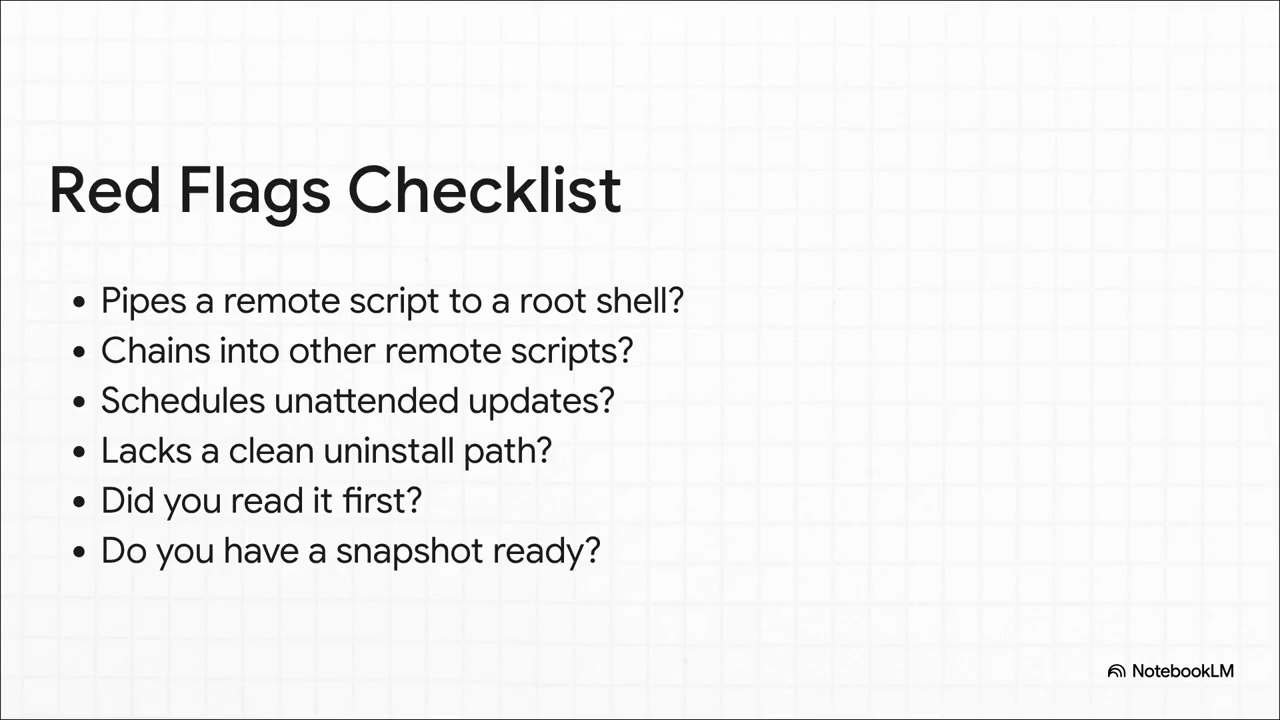 Red Flags Checklist
• Pipes a remote script to a root shell?
• Chains into other remote scripts?
• Schedules unattended updates?
• Lacks a clean uninstall path?
• Did you read it first?
• Do you have a snapshot ready?
NotebookLM